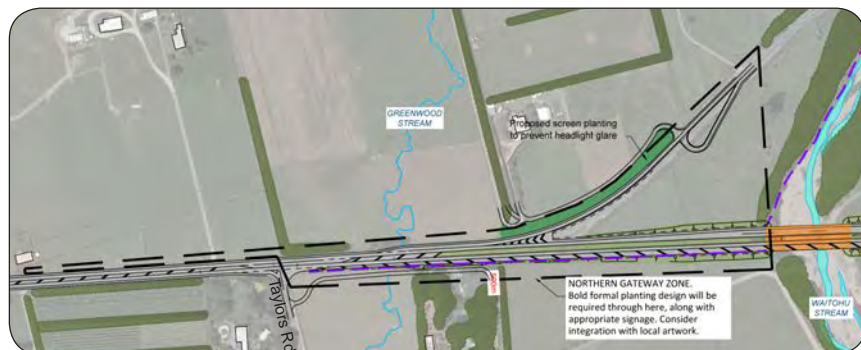 GREENWOOD
STREAM
Proposed screen planting
to prevent headlight glare
Taylors Rd
NORTHERN GATEWAY ZONE.
Bold formal planting design will be
required through here, along with
appropriate signage. Consider
integration with local artwork.
WAITOHU
STREAM